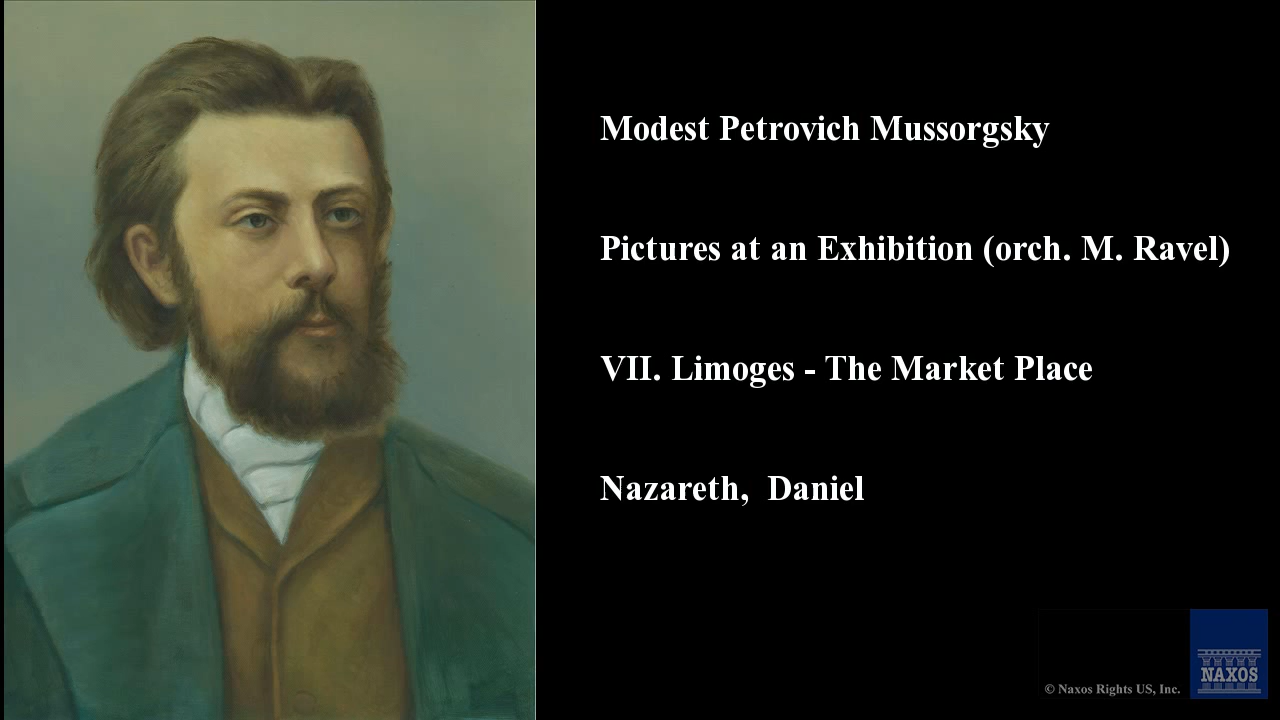 Modest Petrovich Mussorgsky
Pictures at an Exhibition (orch. M. Ravel)
VII. Limoges - The Market Place
Nazareth,  Daniel
© Naxos Rights US, Inc.
NAXOS